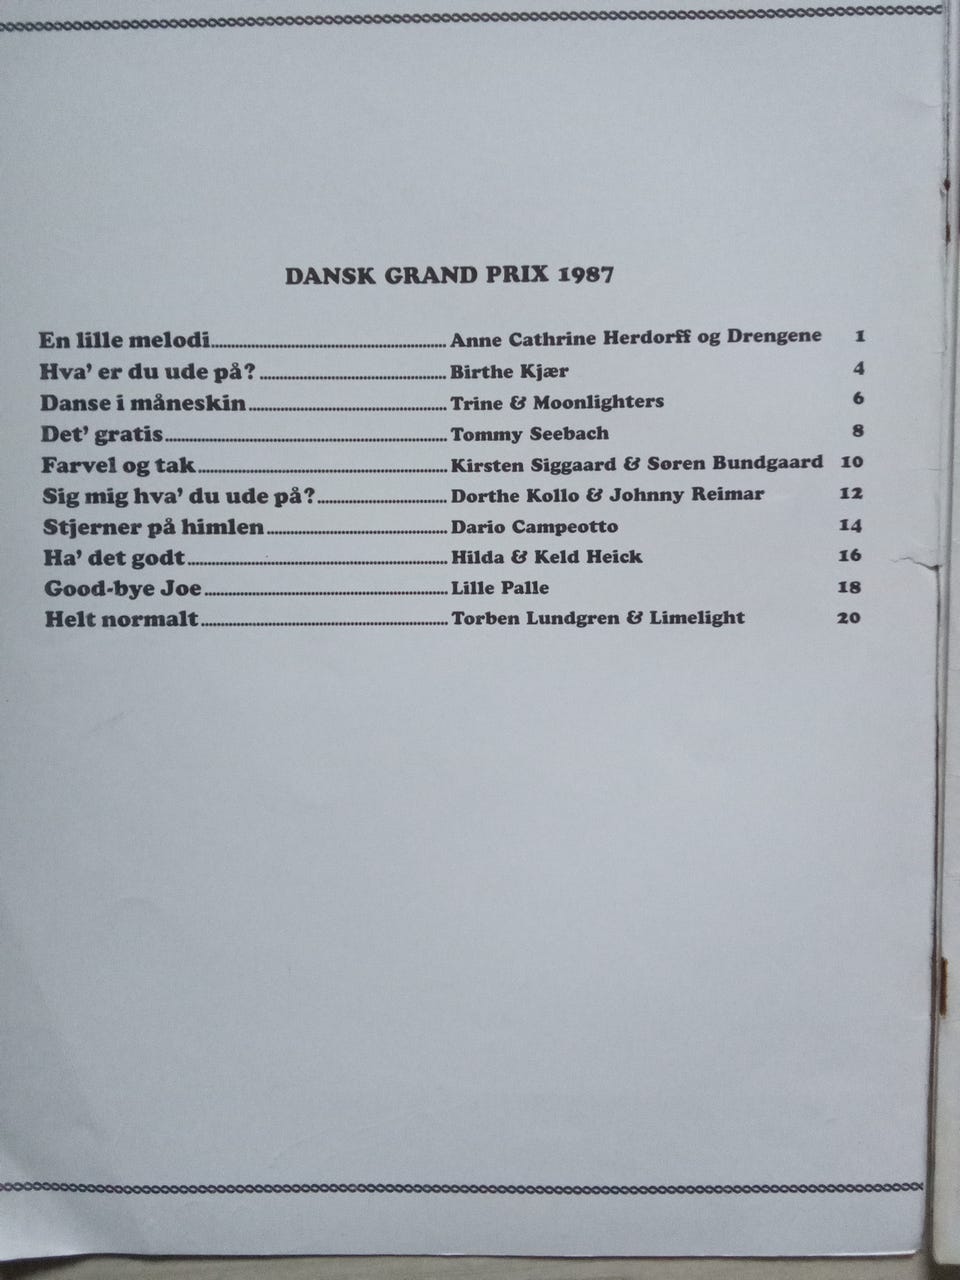 DANSK GRAND PRIX 1987
En lille melodi.......... Anne Cathrine Herdorff og Drengene 1
Hva' er du ude på?.......... Birthe Kjær 4
Danse i måneskin.......... Trine & Moonlighters 6
Det' gratis.......... Tommy Seebach 8
Farvel og tak.......... Kirsten Siggaard & Søren Bundgaard 10
Sig mig hva' du ude på?.......... Dorthe Kollo & Johnny Reimar 12
Stjerner på himlen.......... Dario Campeotto 14
Ha' det godt.......... Hilda & Keld Heick 16
Good-bye Joe.......... Lille Palle 18
Helt normalt.......... Torben Lundgren & Limelight 20